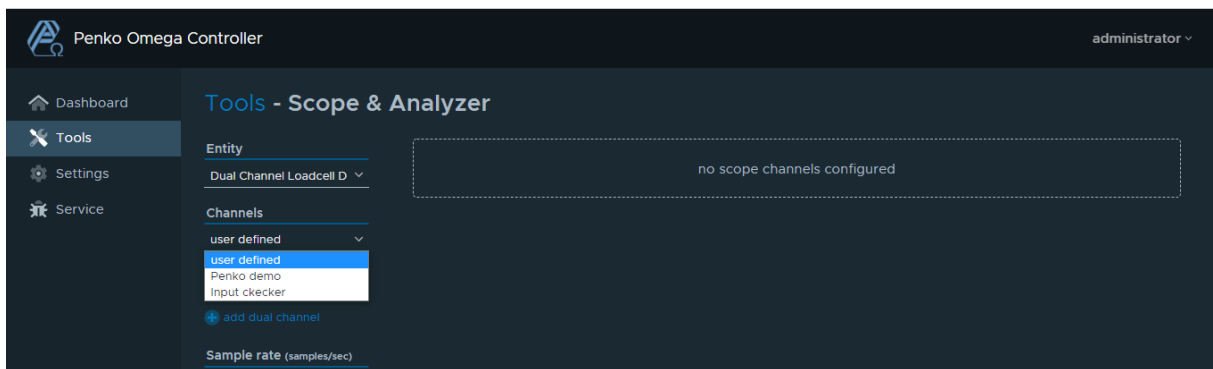 Penko Omega Controller
administrator
Dashboard
Tools
Settings
Service
Tools - Scope & Analyzer
Entity
Dual Channel Loadcell D
Channels
user defined
user defined
Penko demo
Input ckecker
add dual channel
Sample rate (samples/sec)
no scope channels configured